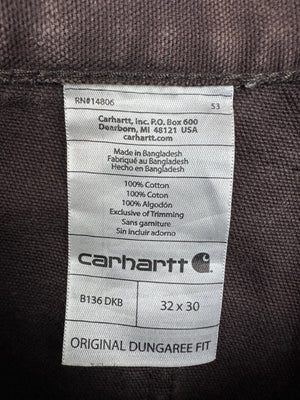 RN#14806 53
Carhartt, Inc. P.O. Box 600
Dearborn, MI 48121 USA
carhartt.com
Made in Bangladesh
Fabriqué au Bangladesh
Hecho en Bangladesh
100% Cotton
100% Coton
100% Algodón
Exclusive of Trimming
Sans garniture
Sin incluir adorno
carhartt
B136 DKB 32 x 30
ORIGINAL DUNGAREE FIT